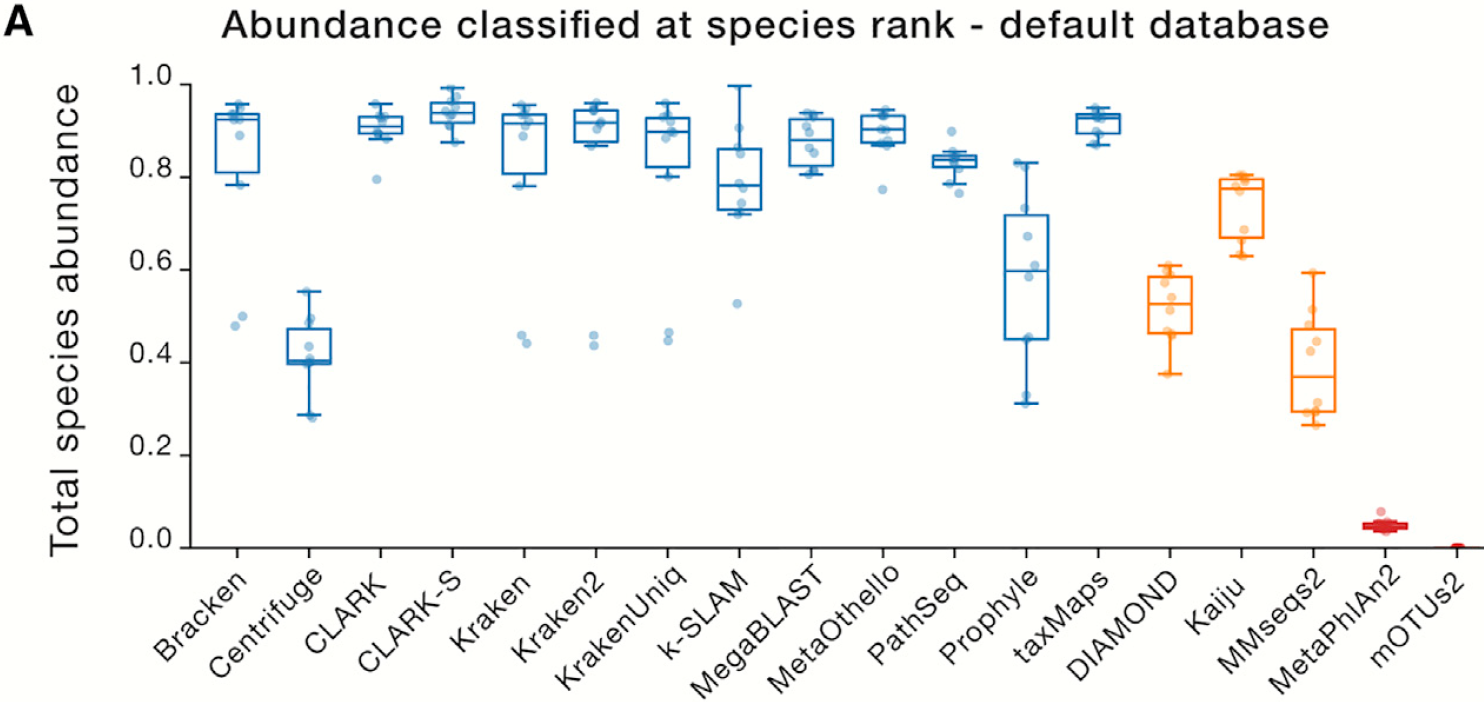 A
Abundance classified at species rank - default database
Total species abundance
1.0
0.8
0.6
0.4
0.2
0.0
Bracken
Centrifuge
CLARK
CLARK-S
Kraken
Kraken2
KrakenUniq
k-SLAM
MegaBLAST
MetaOthello
PathSeq
Prophyle
taxMaps
DIAMOND
Kaiju
MMseqs2
MetaPhlAn2
mOTUs2